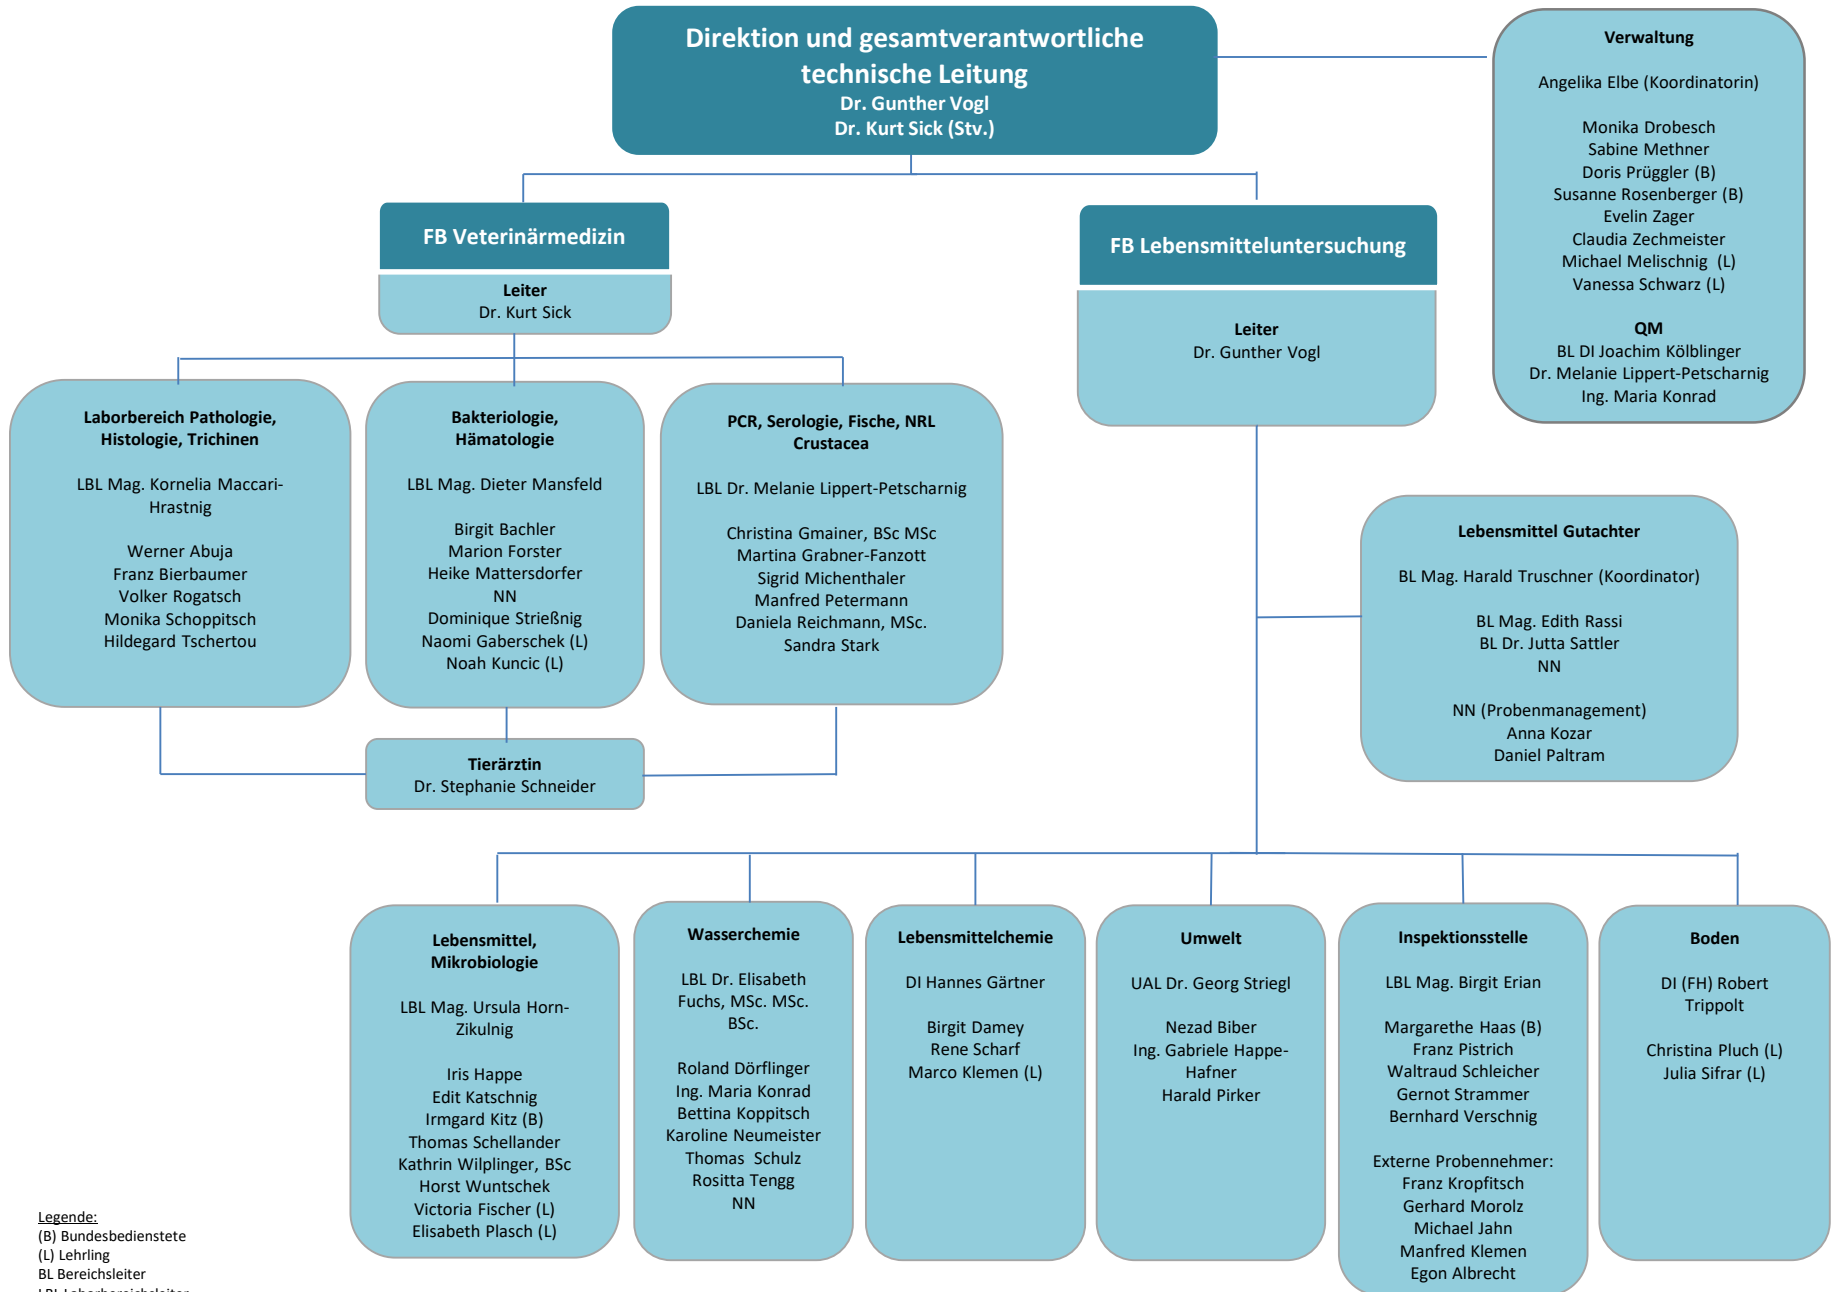 Direktion und gesamtverantwortliche
technische Leitung
Dr. Gunther Vogl
Dr. Kurt Sick (Stv.)
Verwaltung
Angelika Elbe (Koordinatorin)
Monika Drobesch
Sabine Methner
Doris Prüggler (B)
Susanne Rosenberger (B)
Evelin Zager
Claudia Zechmeister
Michael Melischnig (L)
Vanessa Schwarz (L)
QM
BL DI Joachim Kölblinger
Dr. Melanie Lippert-Petscharnig
Ing. Maria Konrad
FB Veterinärmedizin
Leiter
Dr. Kurt Sick
FB Lebensmitteluntersuchung
Leiter
Dr. Gunther Vogl
Laborbereich Pathologie,
Histologie, Trichinen
LBL Mag. Kornelia Maccari-
Hrastnig
Werner Abuja
Franz Bierbaumer
Volker Rogatsch
Monika Schoppitsch
Hildegard Tschertou
Bakteriologie,
Hämatologie
LBL Mag. Dieter Mansfeld
Birgit Bachler
Marion Forster
Heike Mattersdorfer
NN
Dominique Strießnig
Naomi Gaberschek (L)
Noah Kuncic (L)
PCR, Serologie, Fische, NRL
Crustacea
LBL Dr. Melanie Lippert-Petscharnig
Christina Gmainer, BSc MSc
Martina Grabner-Fanzott
Sigrid Michenthaler
Manfred Petermann
Daniela Reichmann, MSc.
Sandra Stark
Tierärztin
Dr. Stephanie Schneider
Lebensmittel Gutachter
BL Mag. Harald Truschner (Koordinator)
BL Mag. Edith Rassi
BL Dr. Jutta Sattler
NN
NN (Probenmanagement)
Anna Kozar
Daniel Paltram
Lebensmittel,
Mikrobiologie
LBL Mag. Ursula Horn-
Zikulnig
Iris Happe
Edit Katschnig
Irmgard Kitz (B)
Thomas Schellander
Kathrin Wilplinger, BSc
Horst Wuntschek
Victoria Fischer (L)
Elisabeth Plasch (L)
Wasserchemie
LBL Dr. Elisabeth
Fuchs, MSc. MSc.
BSc.
Roland Dörflinger
Ing. Maria Konrad
Bettina Koppitsch
Karoline Neumeister
Thomas Schulz
Rositta Tengg
NN
Lebensmittelchemie
DI Hannes Gärtner
Birgit Damey
Rene Scharf
Marco Klemen (L)
Umwelt
UAL Dr. Georg Striegl
Nezad Biber
Ing. Gabriele Happe-
Hafner
Harald Pirker
Inspektionsstelle
LBL Mag. Birgit Erian
Margarethe Haas (B)
Franz Pistrich
Waltraud Schleicher
Gernot Strammer
Bernhard Verschnig
Externe Probennehmer:
Franz Kropfitsch
Gerhard Morolz
Michael Jahn
Manfred Klemen
Egon Albrecht
Boden
DI (FH) Robert
Trippolt
Christina Pluch (L)
Julia Sifrar (L)
Legende:
(B) Bundesbedienstete
(L) Lehrling
BL Bereichsleiter
LBL Laborbereichsleiter